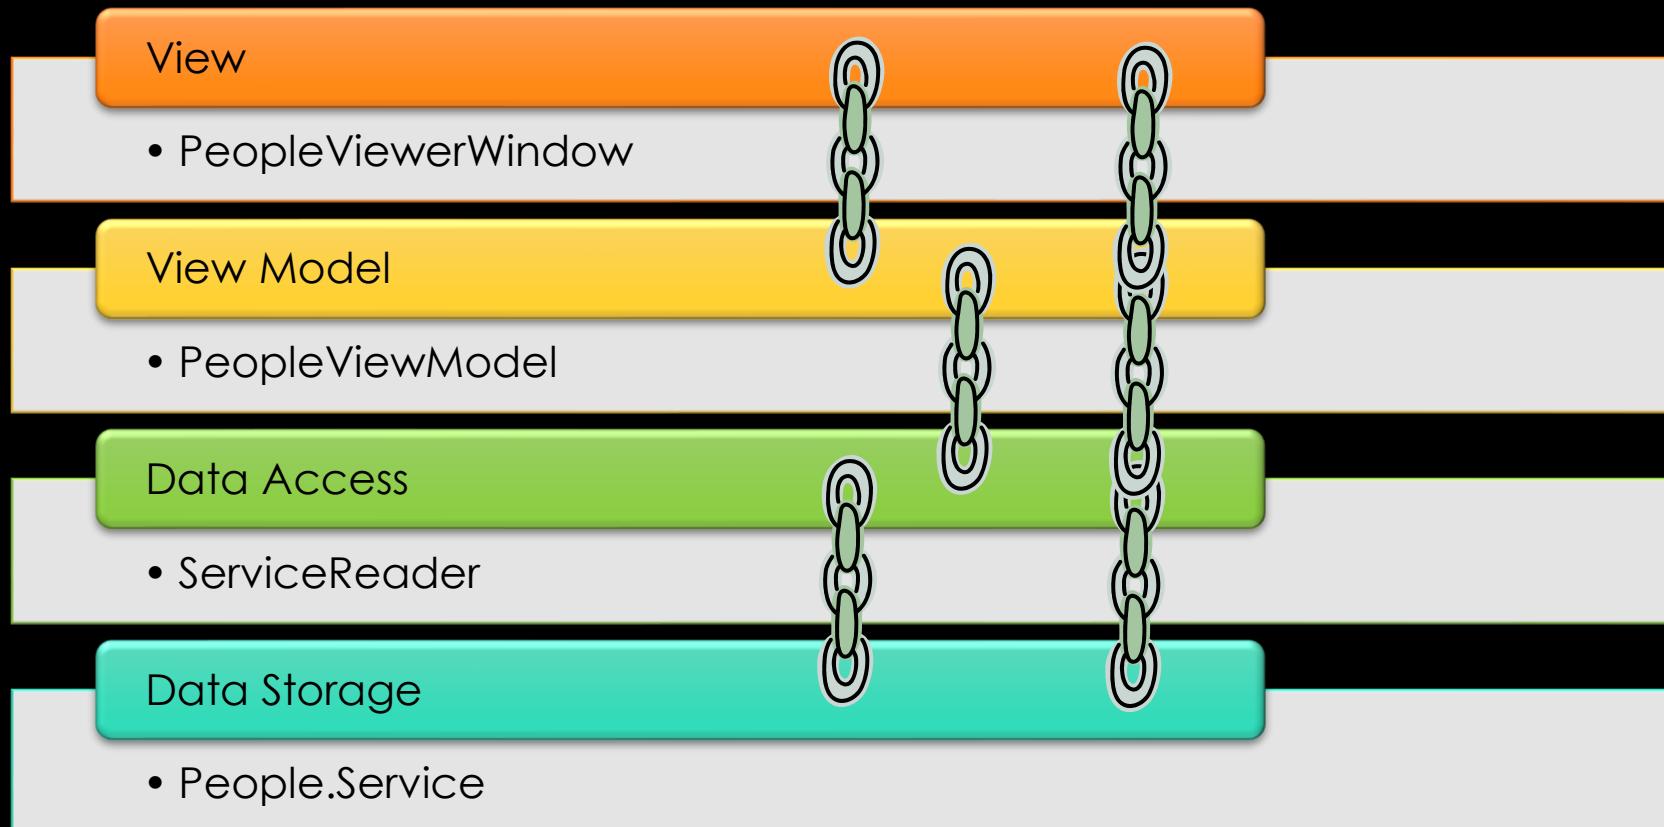 View
• PeopleViewerWindow
View Model
• PeopleViewModel
Data Access
• ServiceReader
Data Storage
• People.Service